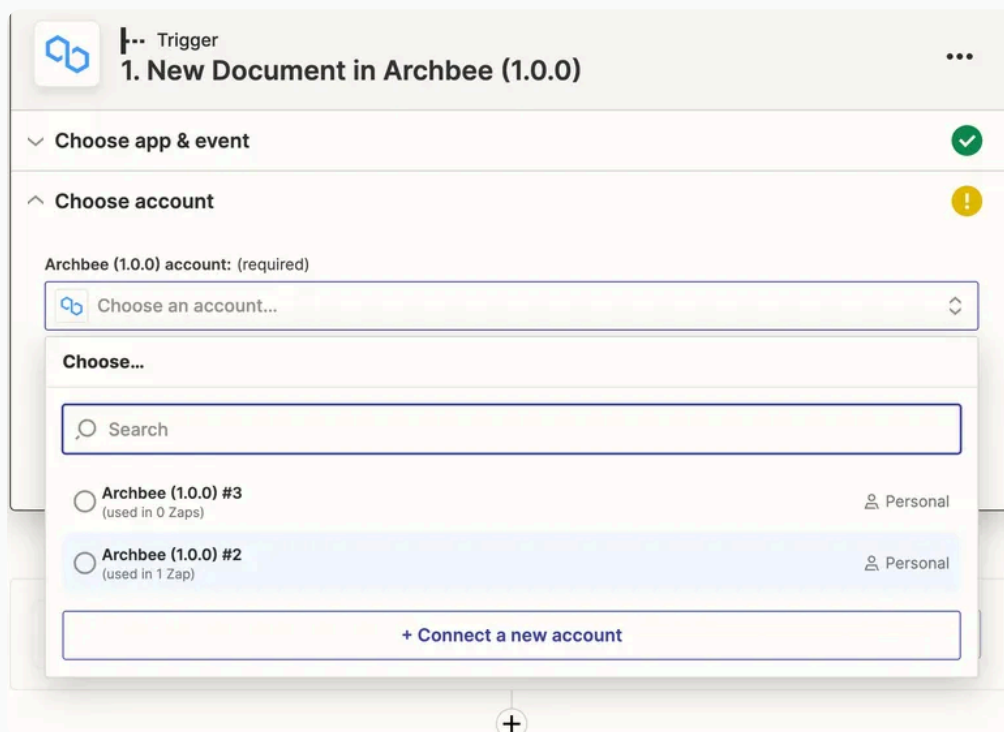 Trigger
1. New Document in Archbee (1.0.0)
Choose app & event
Choose account
Archbee (1.0.0) account: (required)
Choose an account...
Choose...
Search
Archbee (1.0.0) #3
(used in 0 Zaps)
Personal
Archbee (1.0.0) #2
(used in 1 Zap)
Personal
+ Connect a new account